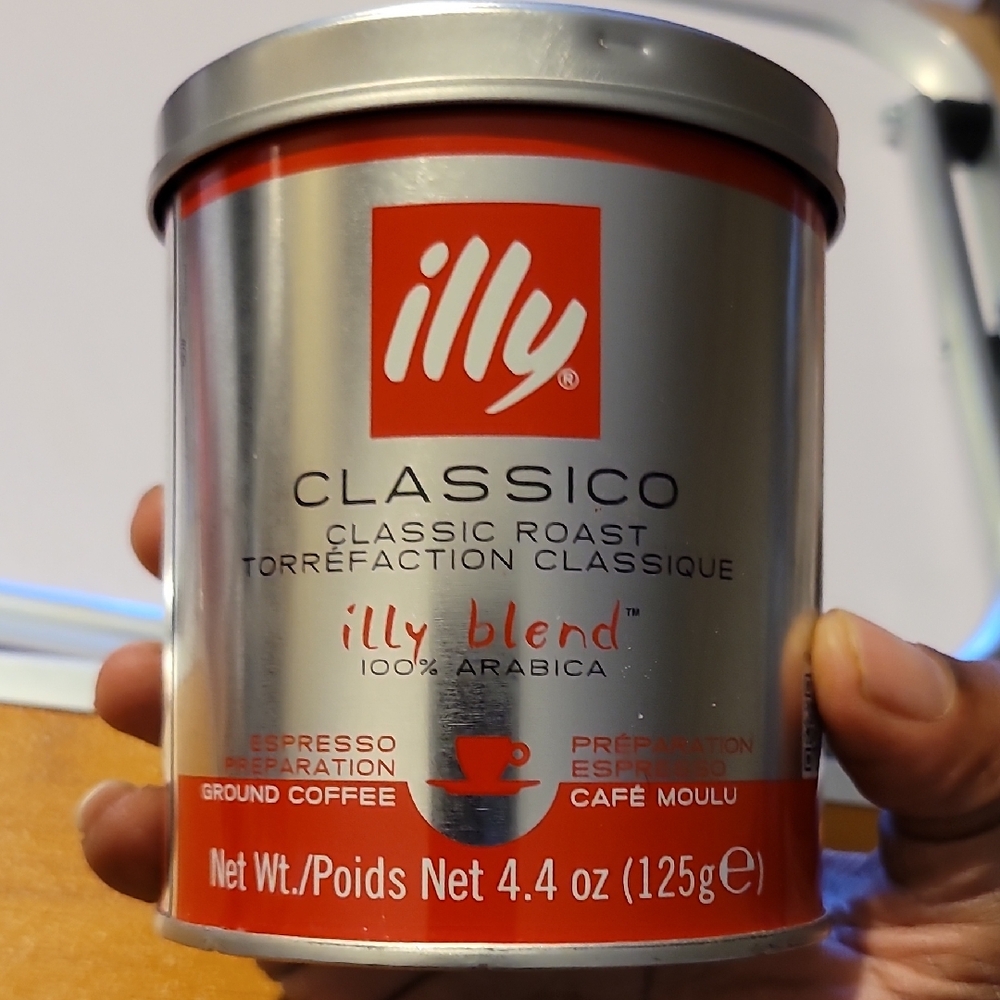 illy®
CLASSICO
CLASSIC ROAST
TORRÉFACTION CLASSIQUE
illy blend™
100% ARABICA
ESPRESSO
PREPARATION
GROUND COFFEE
PRÉPARATION
ESPRESSO
CAFÉ MOULU
Net Wt./Poids Net 4.4 oz (125g℮)